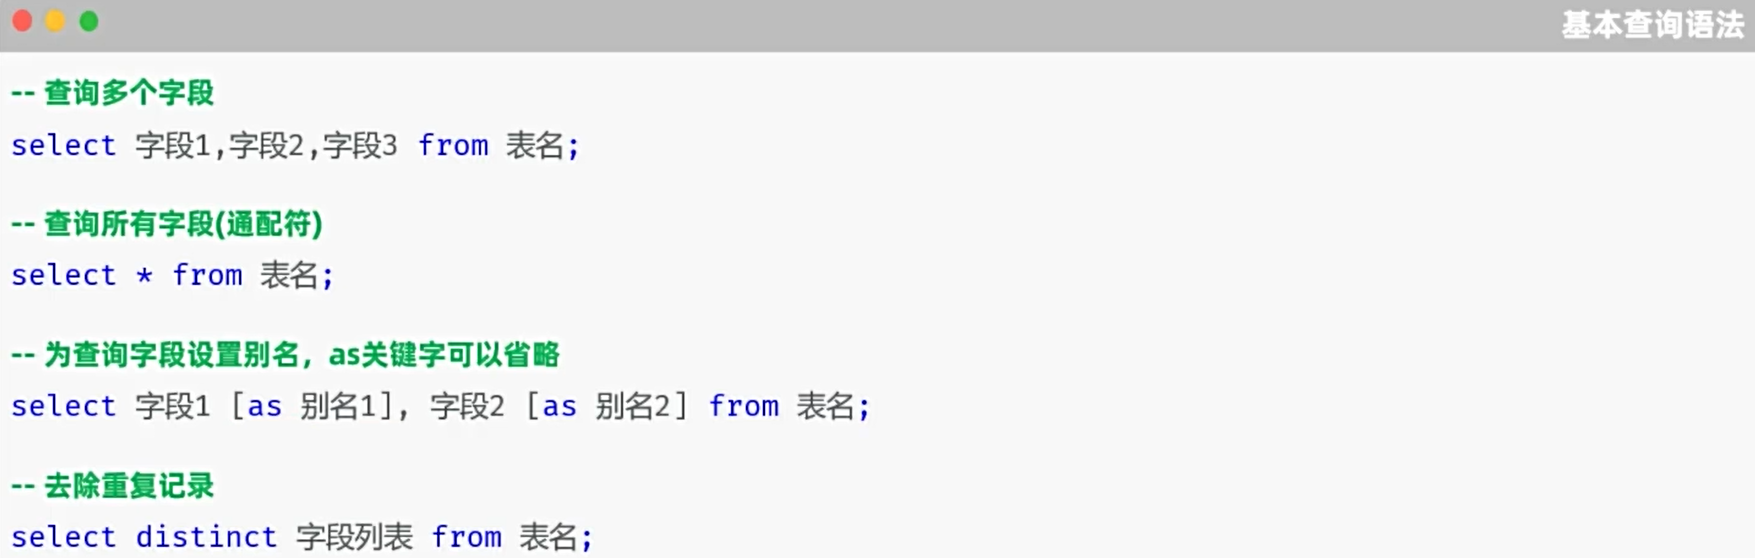 基本查询语法
-- 查询多个字段
select 字段1,字段2,字段3 from 表名;
-- 查询所有字段(通配符)
select * from 表名;
-- 为查询字段设置别名，as关键字可以省略
select 字段1 [as 别名1], 字段2 [as 别名2] from 表名;
-- 去除重复记录
select distinct 字段列表 from 表名;